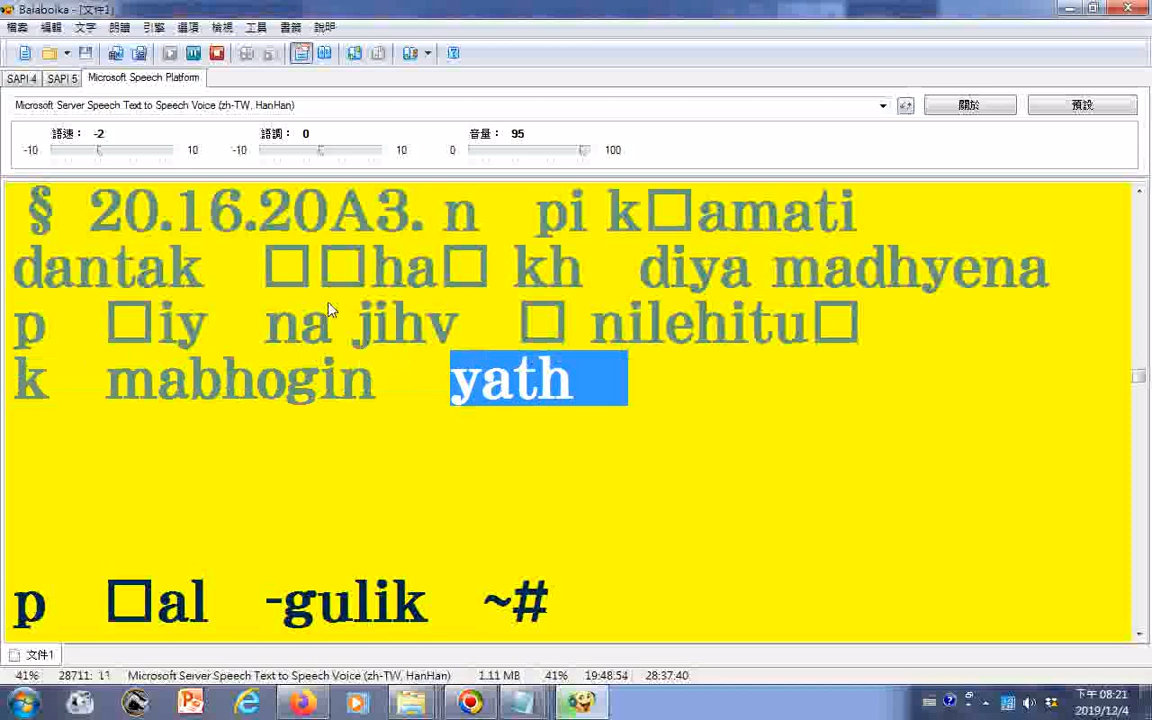 Balabolka - [文件1]
檔案 編輯 文字 朗讀 引擎 選項 檢視 工具 書籤 說明
SAPI 4 SAPI 5 Microsoft Speech Platform
Microsoft Server Speech Text to Speech Voice (zh-TW, HanHan) 關於 預設
語速： -2 語調： 0 音量： 95
-10 10 -10 10 0 100
§ 20.16.20A3. n pi k□amati
dantak □□ha□ kh diya madhyena
p □iy na jihv □ nilehitu□
k mabhogin yath
p □al -gulik ~#
文件1
41% 28711: 11 Microsoft Server Speech Text to Speech Voice (zh-TW, HanHan) 1.11 MB 41% 19:48:54 28:37:40
下午 08:21
2019/12/4